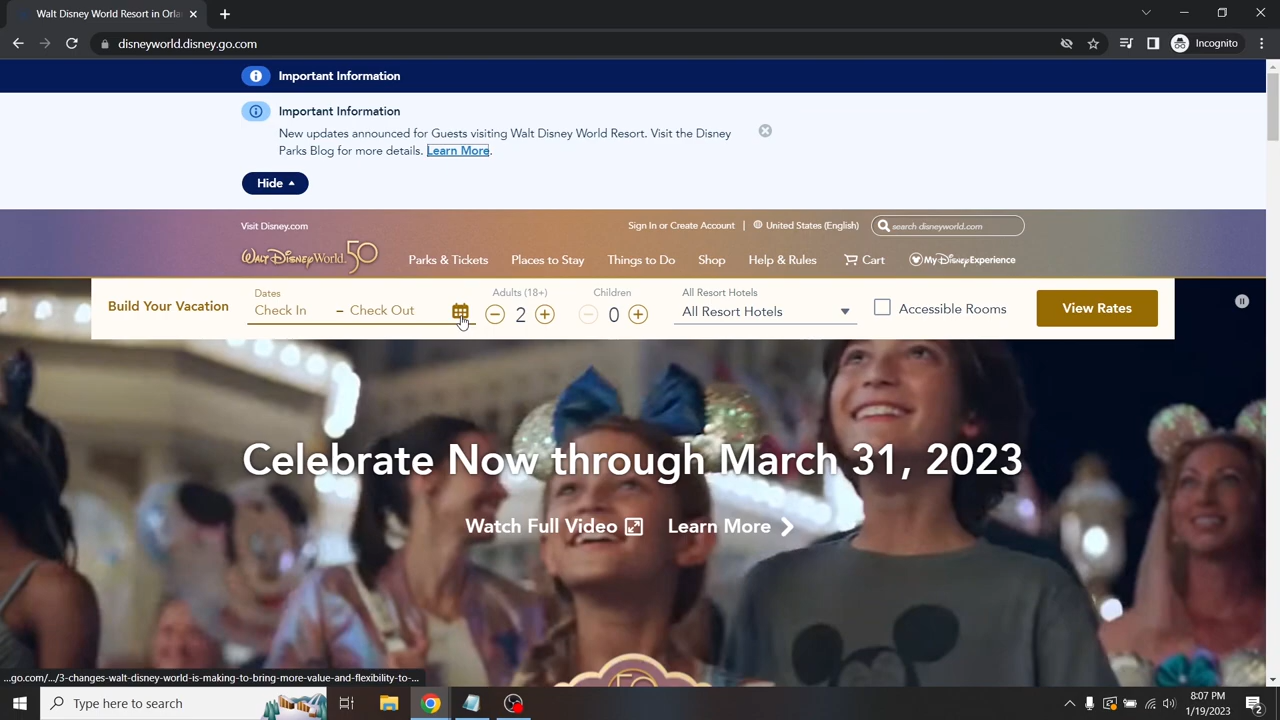 Walt Disney World Resort in Orla
disneyworld.disney.go.com
Incognito
Important Information
Important Information
New updates announced for Guests visiting Walt Disney World Resort. Visit the Disney
Parks Blog for more details. Learn More.
Hide
Visit Disney.com
Sign In or Create Account | United States (English)
search disneyworld.com
Walt Disney World. 50
Parks & Tickets
Places to Stay
Things to Do
Shop
Help & Rules
Cart
My Disney Experience
Build Your Vacation
Dates
Check In – Check Out
Adults (18+)
2
Children
0
All Resort Hotels
All Resort Hotels
Accessible Rooms
View Rates
Celebrate Now through March 31, 2023
Watch Full Video
Learn More
50
...go.com/.../3-changes-walt-disney-world-is-making-to-bring-more-value-and-flexibility-to-...
Type here to search
8:07 PM
1/19/2023
2